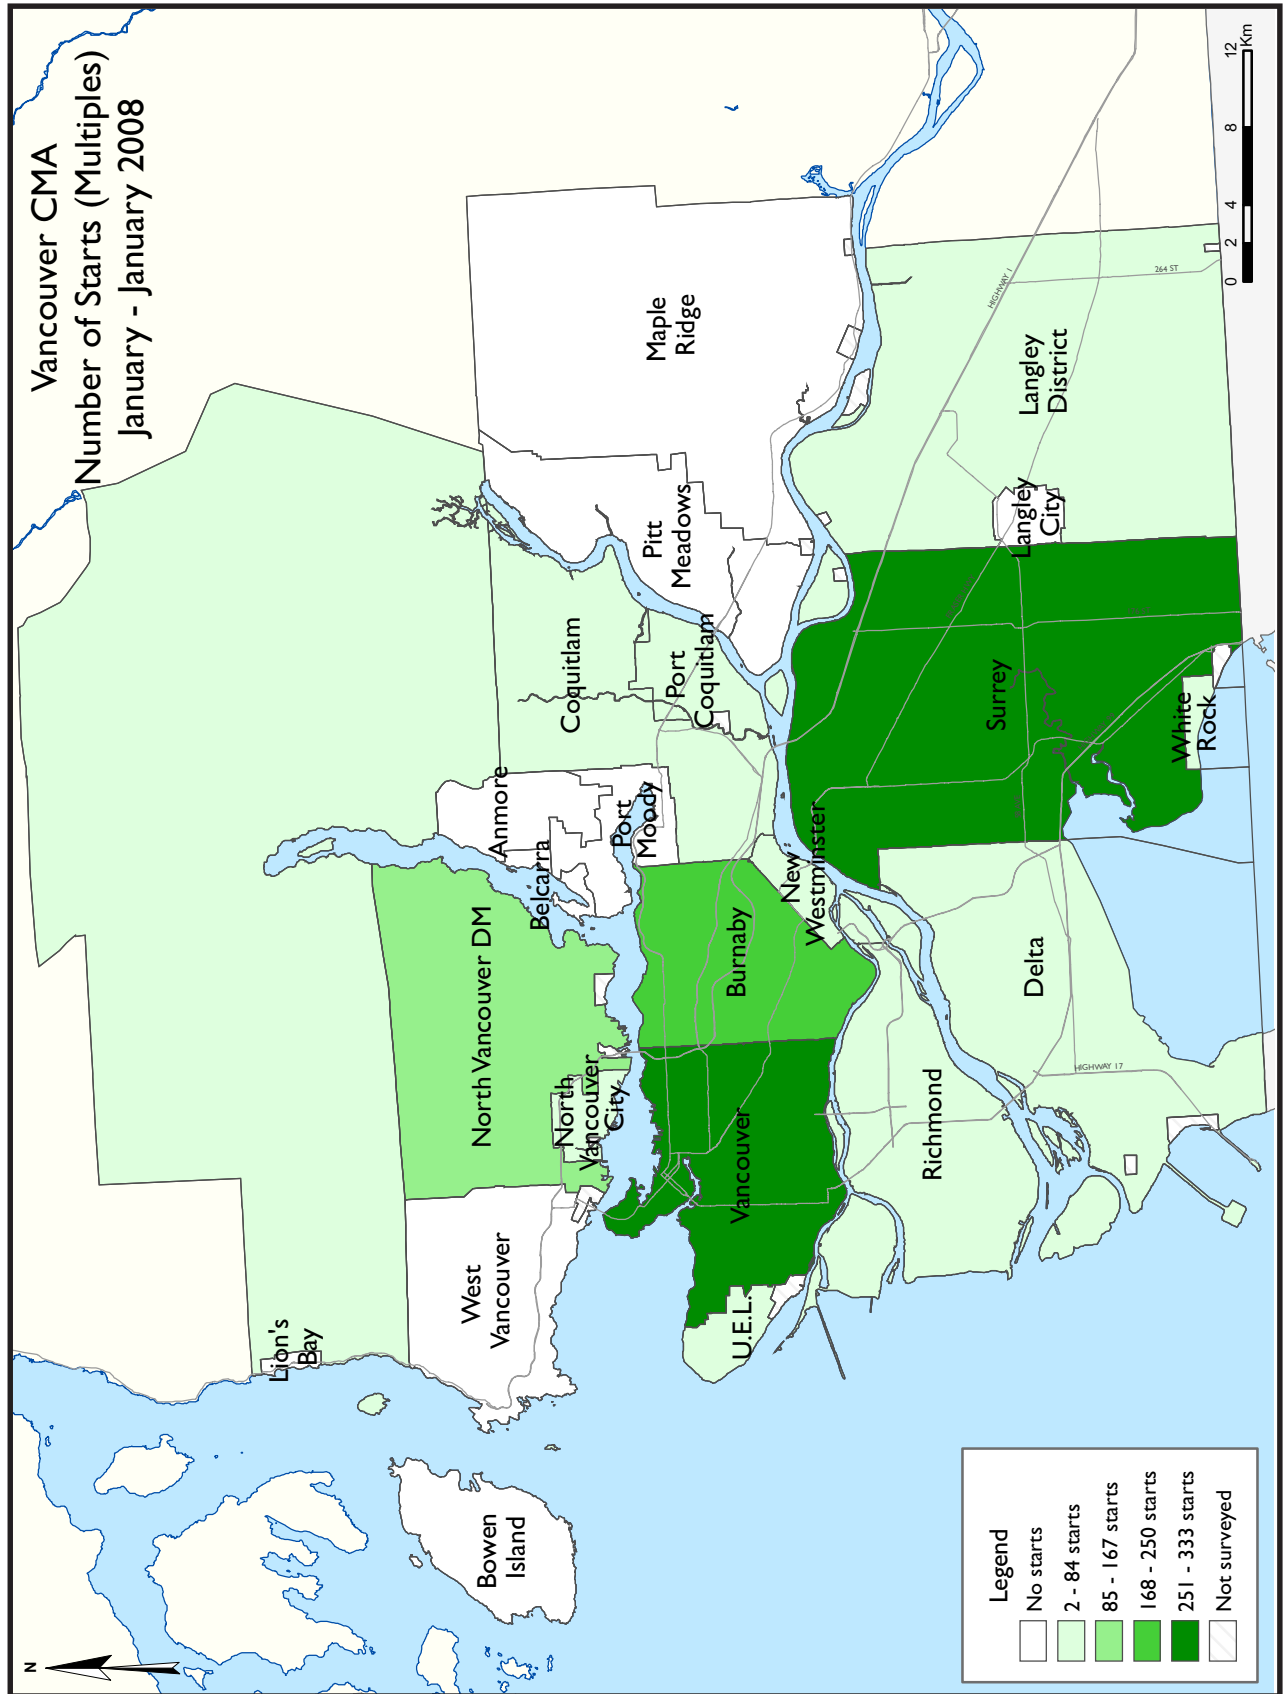 Vancouver CMA
Number of Starts (Multiples)
January - January 2008
N
Lion's
Bay
Bowen
Island
West
Vancouver
North Vancouver DM
North
Vancouver
City
Belcarra
Anmore
Port
Moody
Coquitlam
Port
Coquitlam
Pitt
Meadows
Maple
Ridge
U.E.L.
Vancouver
Burnaby
New
Westminster
Richmond
Delta
Surrey
White
Rock
Langley
City
Langley
District
HIGHWAY 1
264 ST
HIGHWAY 17
Legend
No starts
2 - 84 starts
85 - 167 starts
168 - 250 starts
251 - 333 starts
Not surveyed
0 2 4 8 12
Km